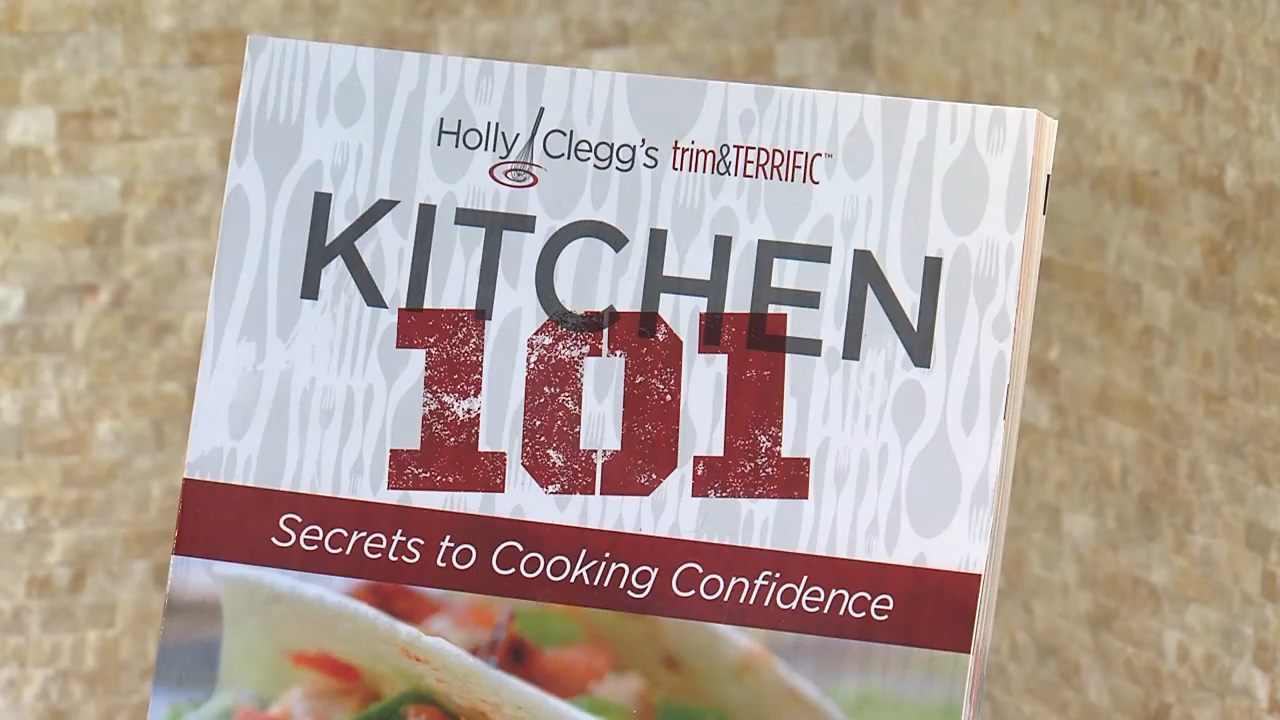 Holly Clegg's trim&TERRIFIC™
KITCHEN
101
Secrets to Cooking Confidence